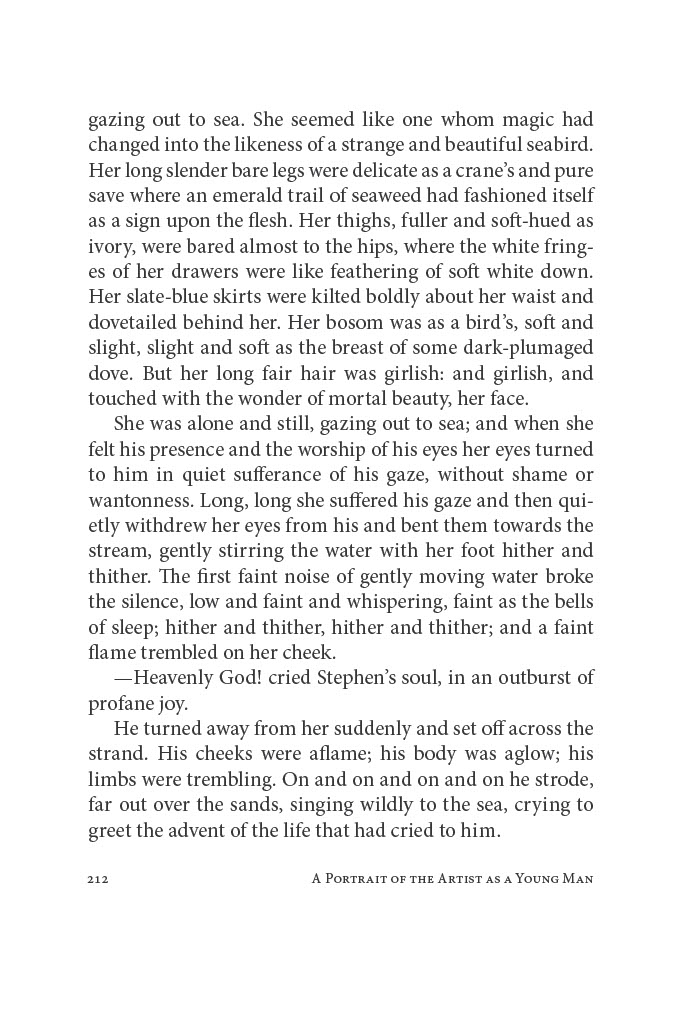 gazing out to sea. She seemed like one whom magic had
changed into the likeness of a strange and beautiful seabird.
Her long slender bare legs were delicate as a crane’s and pure
save where an emerald trail of seaweed had fashioned itself
as a sign upon the flesh. Her thighs, fuller and soft-hued as
ivory, were bared almost to the hips, where the white fring-
es of her drawers were like feathering of soft white down.
Her slate-blue skirts were kilted boldly about her waist and
dovetailed behind her. Her bosom was as a bird’s, soft and
slight, slight and soft as the breast of some dark-plumaged
dove. But her long fair hair was girlish: and girlish, and
touched with the wonder of mortal beauty, her face.
She was alone and still, gazing out to sea; and when she
felt his presence and the worship of his eyes her eyes turned
to him in quiet sufferance of his gaze, without shame or
wantonness. Long, long she suffered his gaze and then qui-
etly withdrew her eyes from his and bent them towards the
stream, gently stirring the water with her foot hither and
thither. The first faint noise of gently moving water broke
the silence, low and faint and whispering, faint as the bells
of sleep; hither and thither, hither and thither; and a faint
flame trembled on her cheek.
—Heavenly God! cried Stephen’s soul, in an outburst of
profane joy.
He turned away from her suddenly and set off across the
strand. His cheeks were aflame; his body was aglow; his
limbs were trembling. On and on and on and on he strode,
far out over the sands, singing wildly to the sea, crying to
greet the advent of the life that had cried to him.
212 A Portrait of the Artist as a Young Man